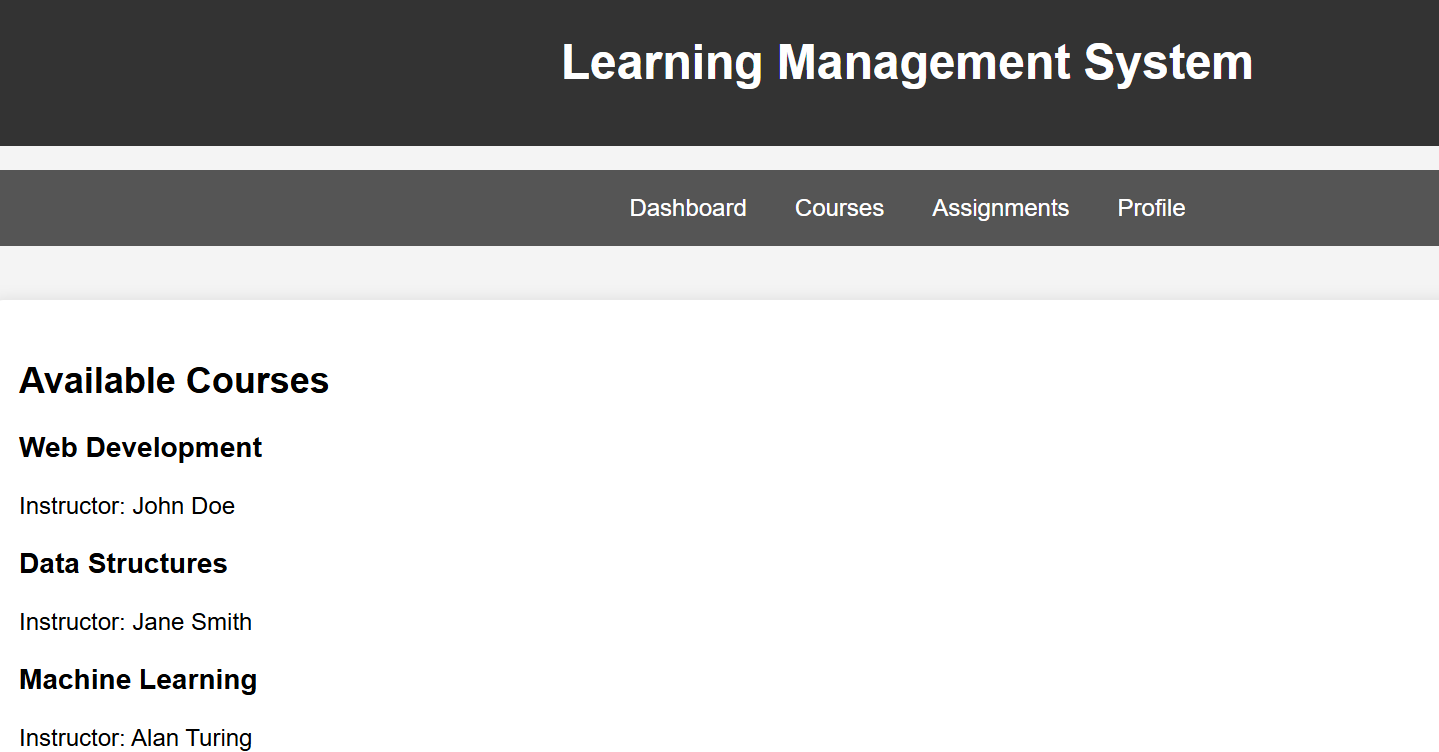 Learning Management System
Dashboard Courses Assignments Profile
Available Courses
Web Development
Instructor: John Doe
Data Structures
Instructor: Jane Smith
Machine Learning
Instructor: Alan Turing